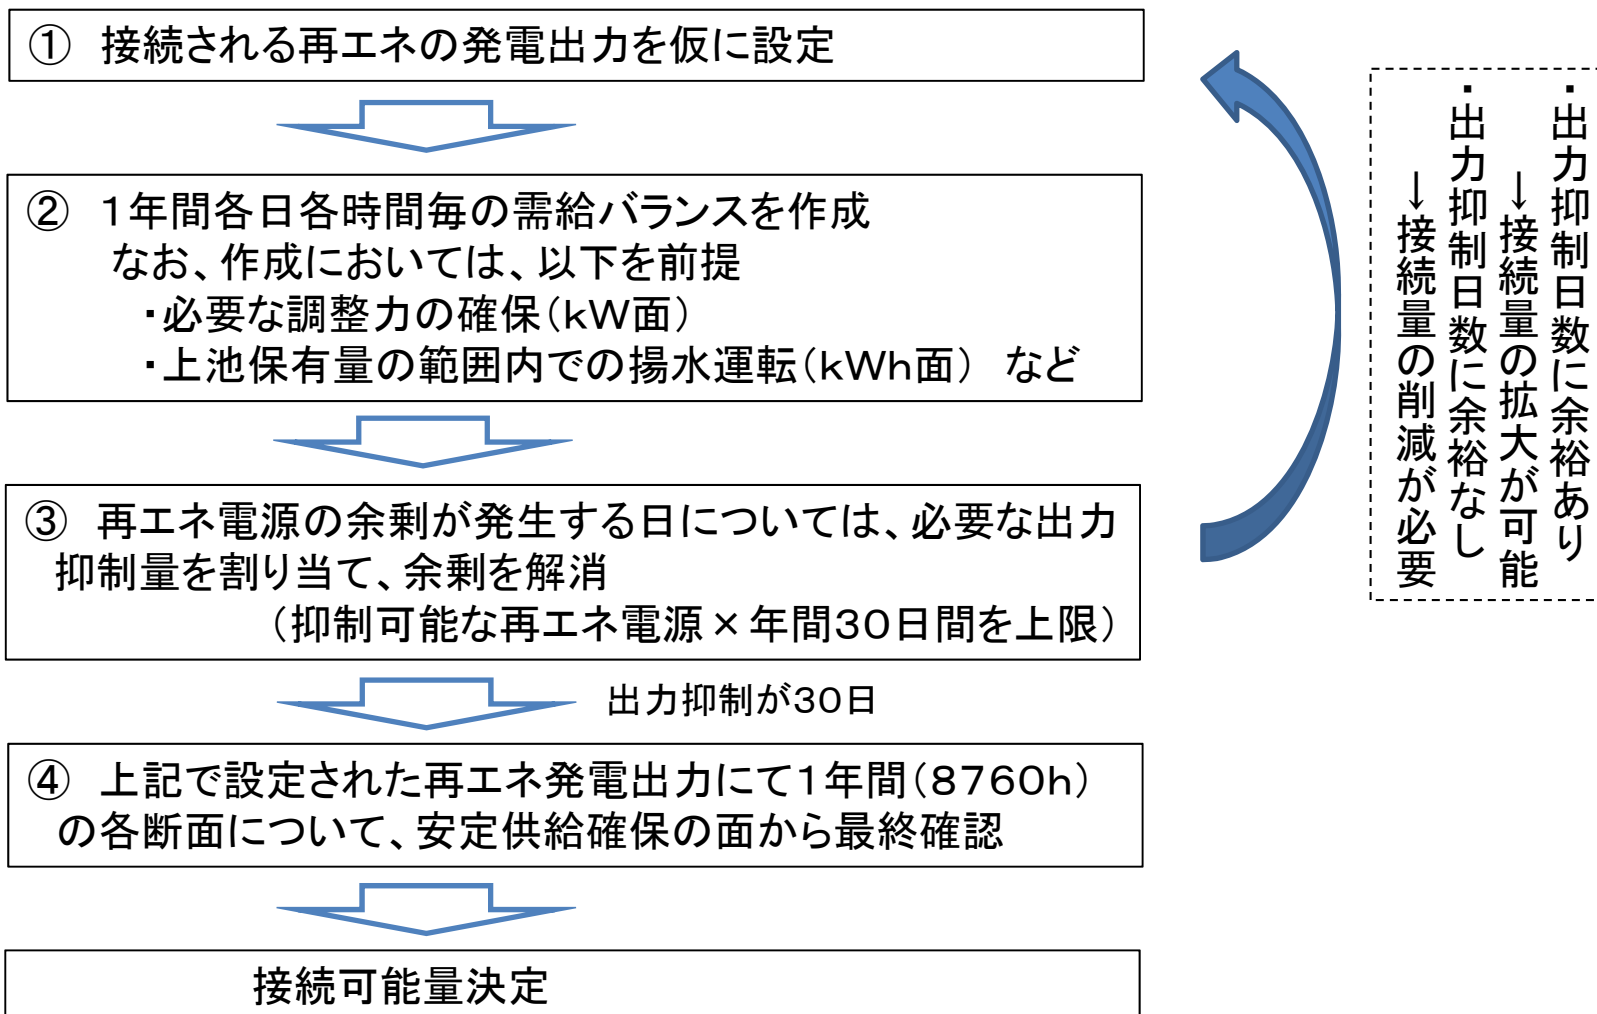 ① 接続される再エネの発電出力を仮に設定
② １年間各日各時間毎の需給バランスを作成
なお、作成においては、以下を前提
・必要な調整力の確保（ｋＷ面）
・上池保有量の範囲内での揚水運転（ｋＷｈ面） など
③ 再エネ電源の余剰が発生する日については、必要な出力
抑制量を割り当て、余剰を解消
（抑制可能な再エネ電源×年間３０日間を上限）
出力抑制が３０日
④ 上記で設定された再エネ発電出力にて１年間（８７６０ｈ）
の各断面について、安定供給確保の面から最終確認
接続可能量決定
・出力抑制日数に余裕あり
→接続量の拡大が可能
・出力抑制日数に余裕なし
→接続量の削減が必要